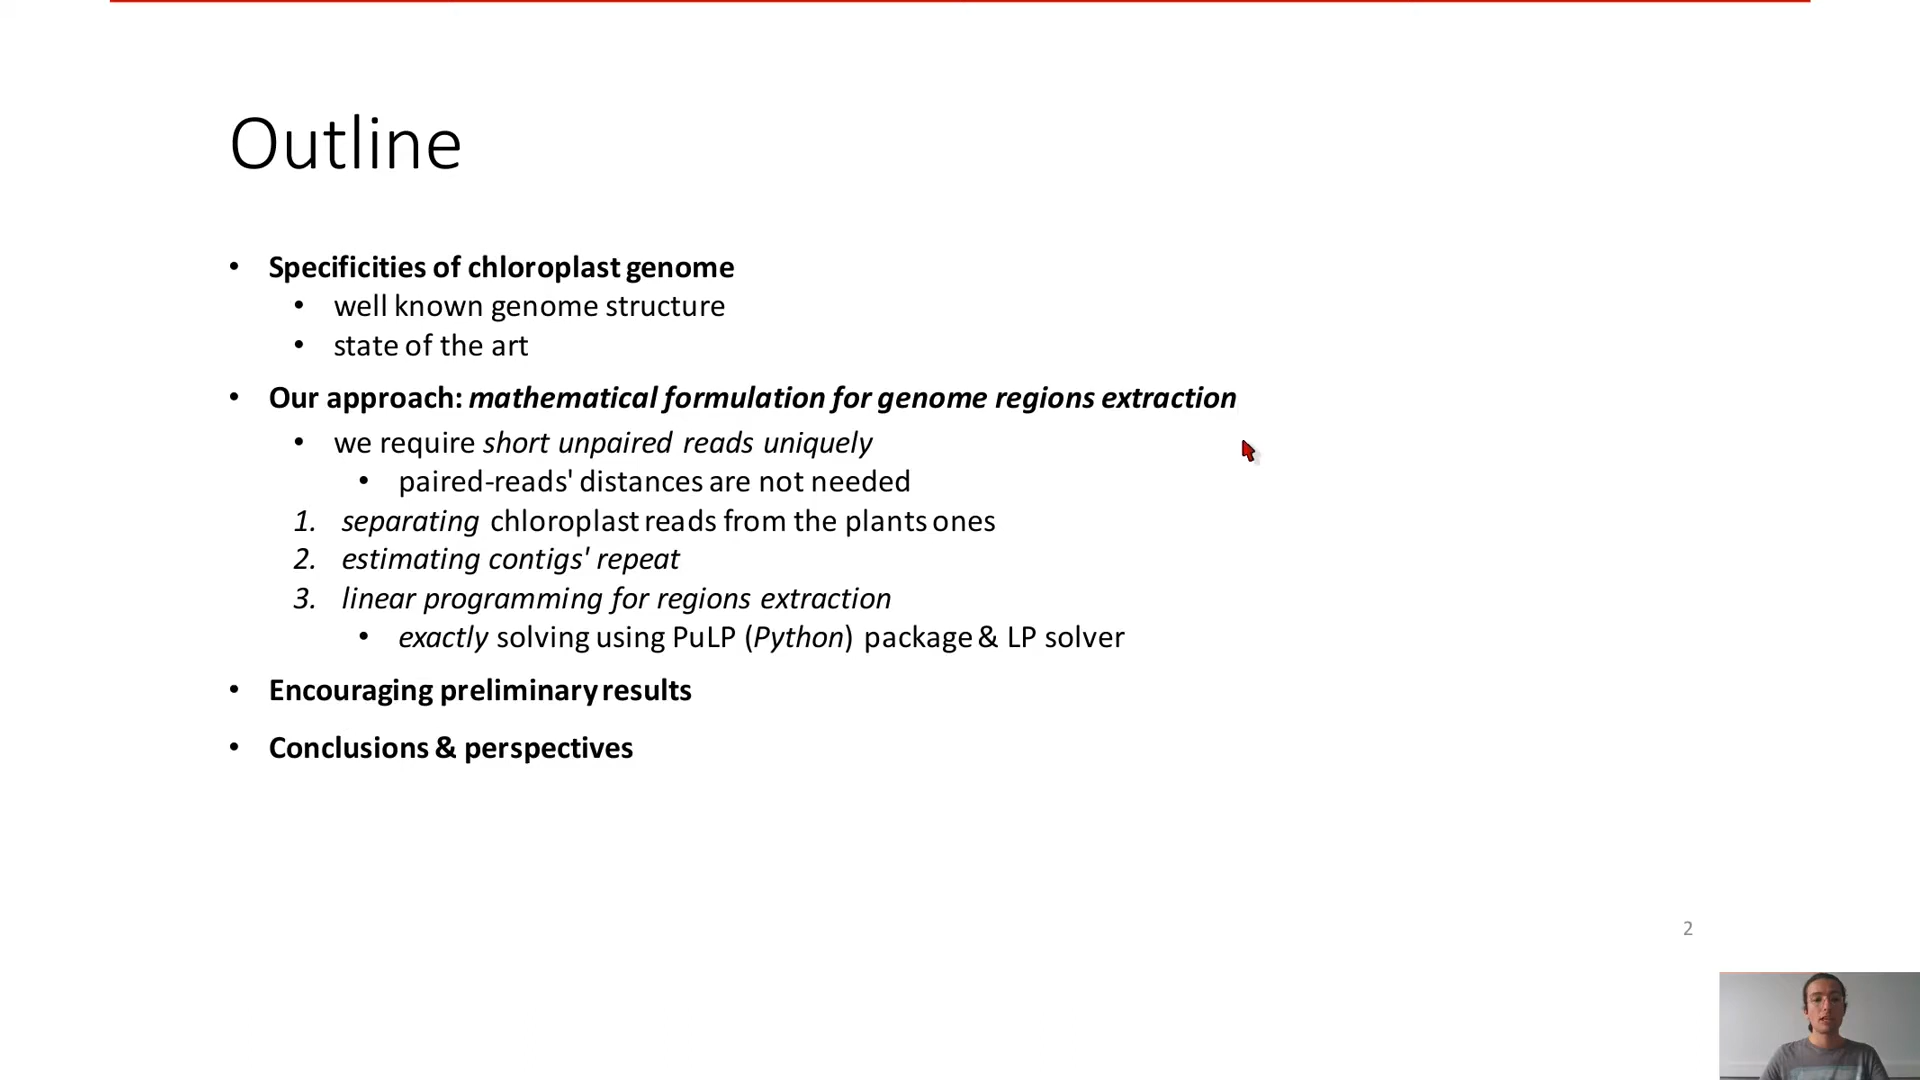 Outline
• Specificities of chloroplast genome
• well known genome structure
• state of the art
• Our approach: mathematical formulation for genome regions extraction
• we require short unpaired reads uniquely
• paired-reads' distances are not needed
1. separating chloroplast reads from the plants ones
2. estimating contigs' repeat
3. linear programming for regions extraction
• exactly solving using PuLP (Python) package & LP solver
• Encouraging preliminary results
• Conclusions & perspectives
2